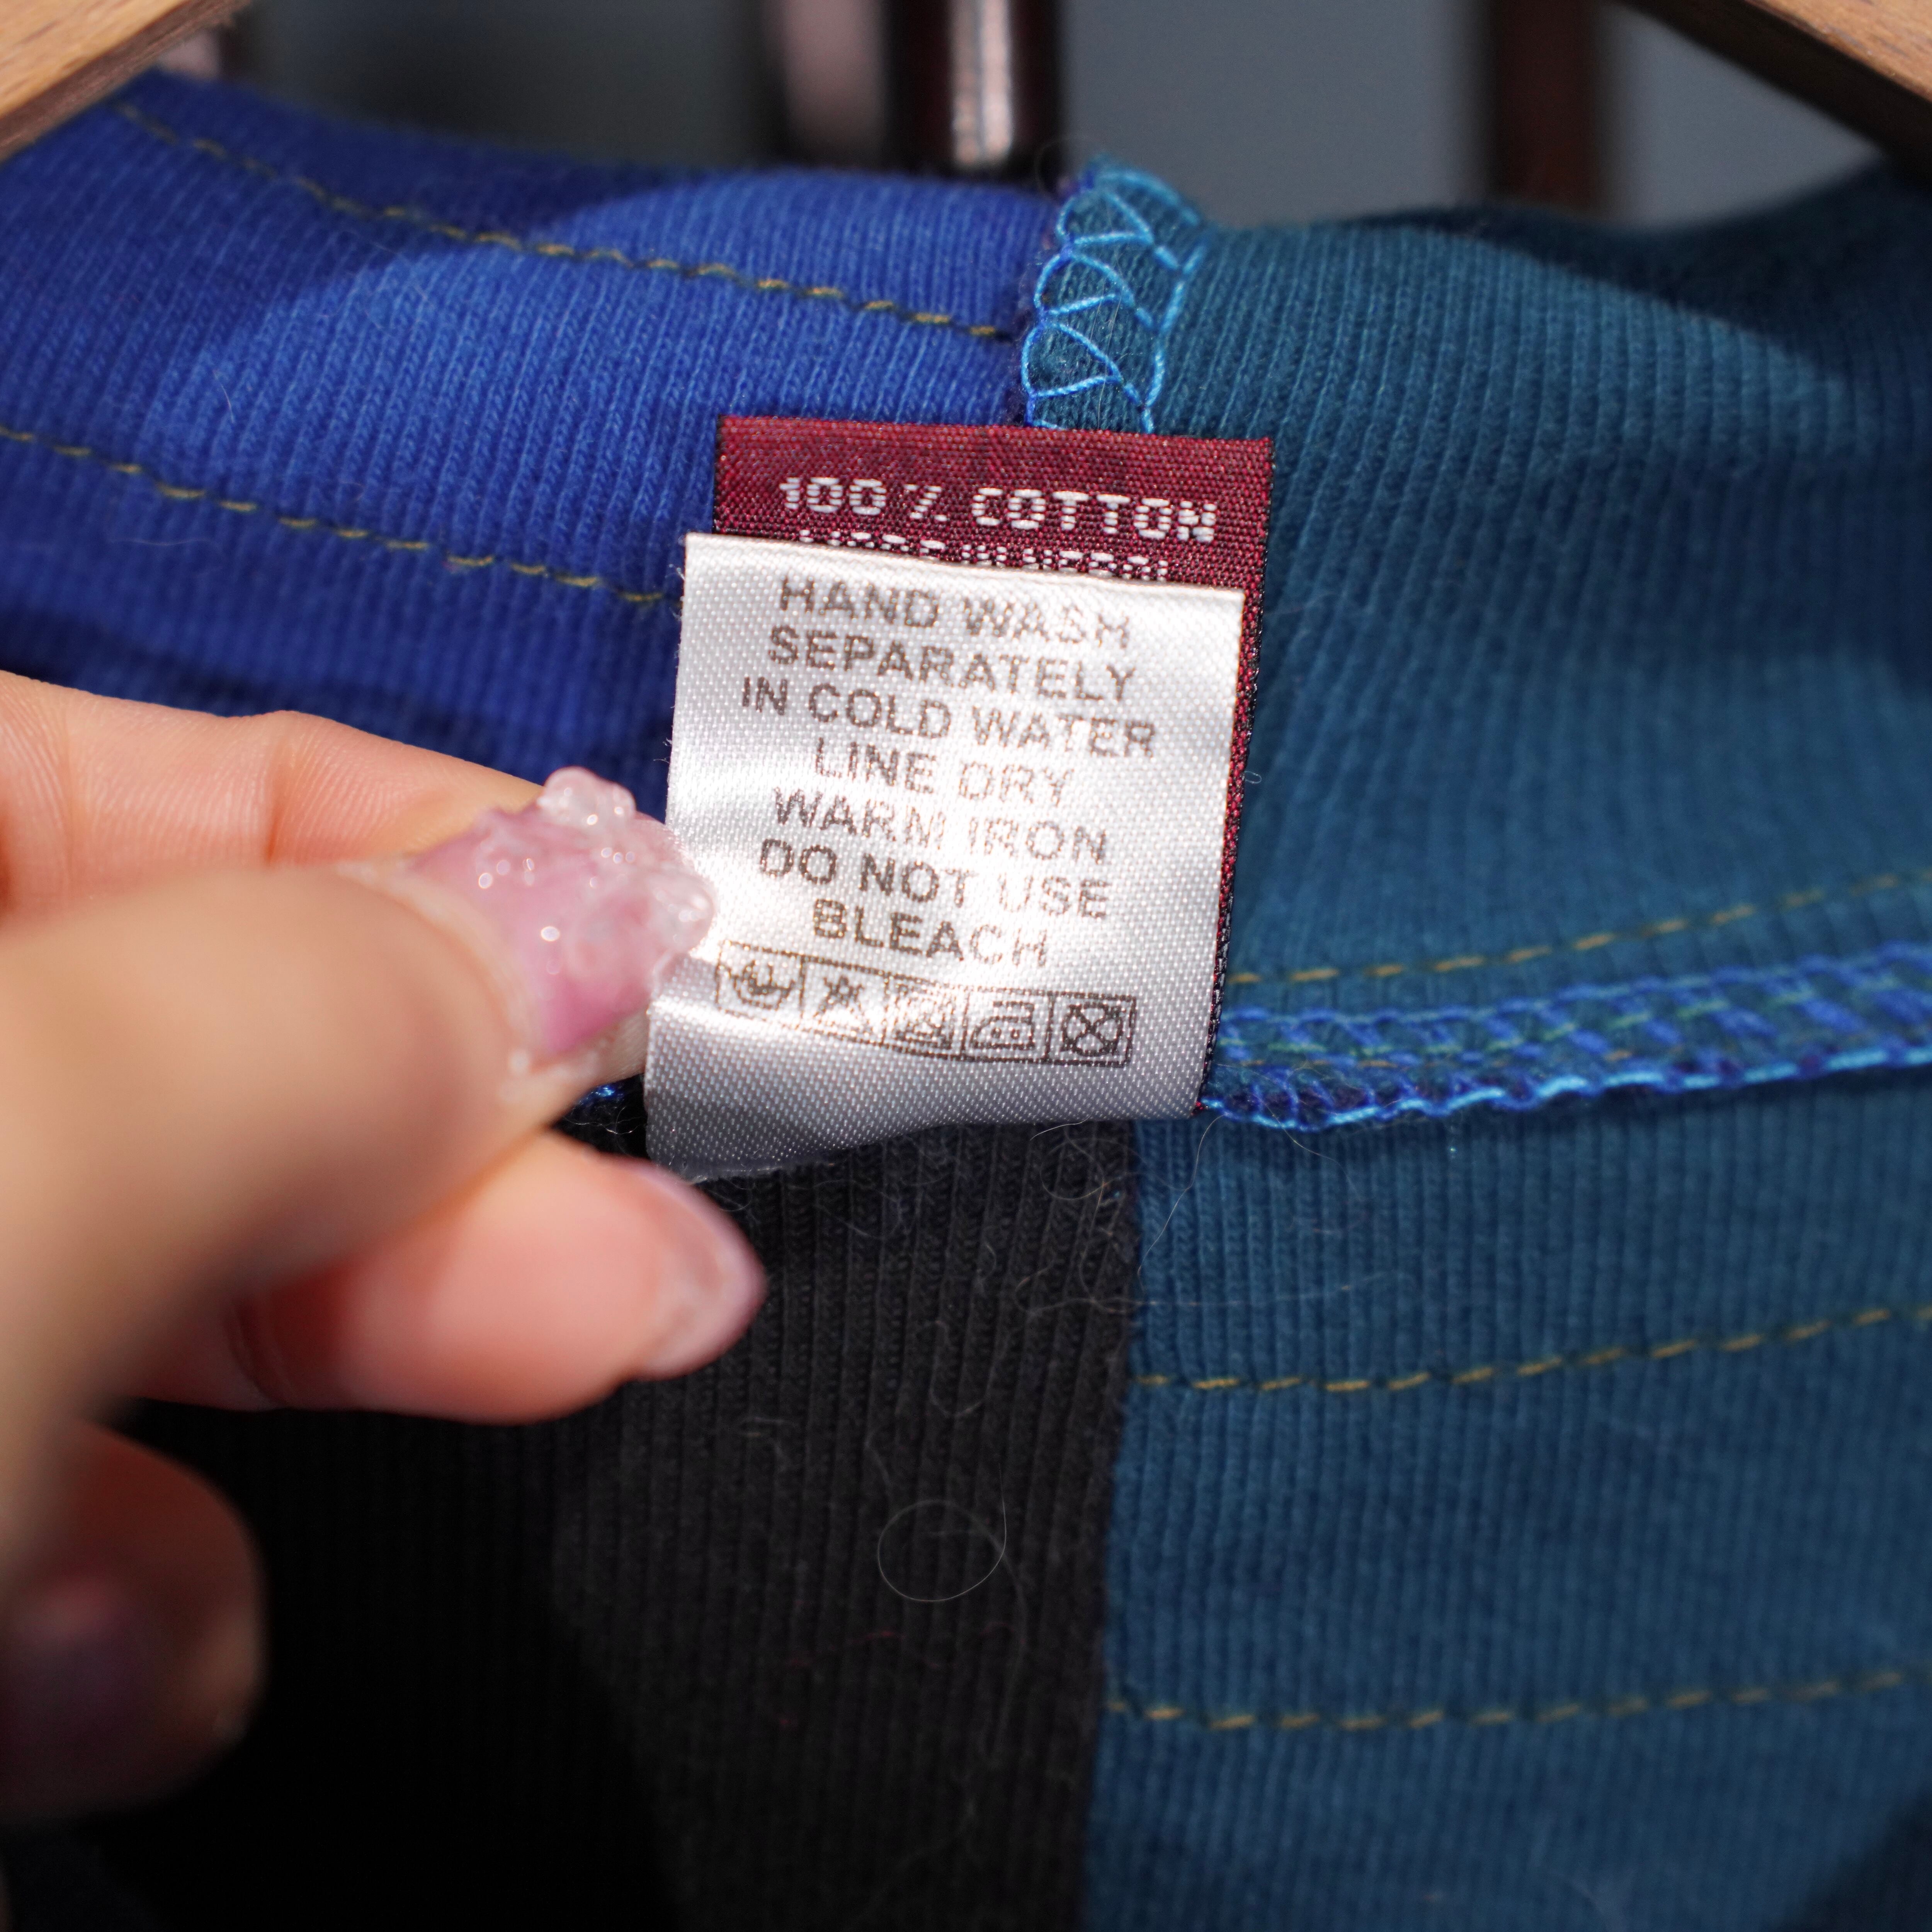 100% COTTON
HAND WASH
SEPARATELY
IN COLD WATER
LINE DRY
WARM IRON
DO NOT USE
BLEACH